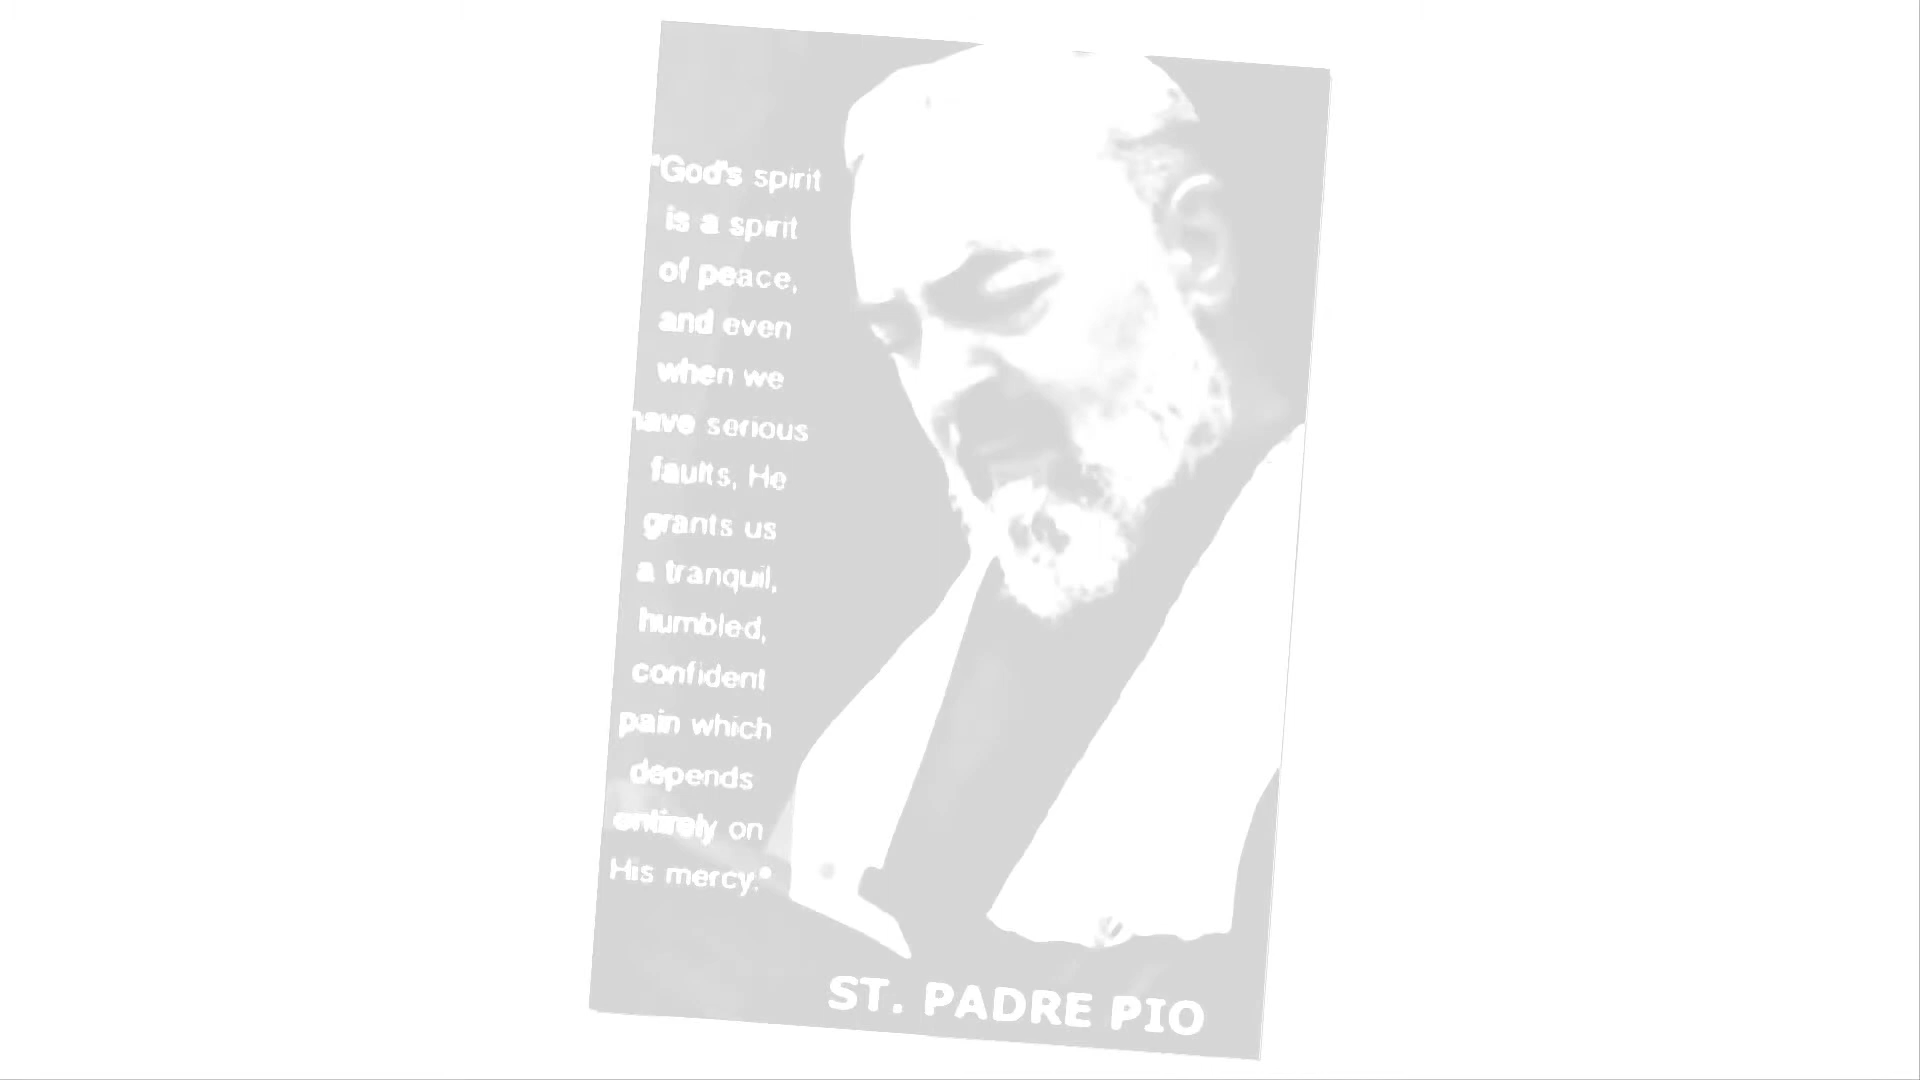 "God's spirit
is a spirit
of peace,
and even
when we
have serious
faults, He
grants us
a tranquil,
humbled,
confident
pain which
depends
entirely on
His mercy."
ST. PADRE PIO